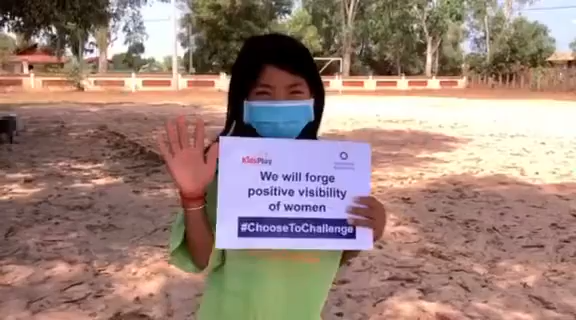 KidsPlay
We will forge
positive visibility
of women
#ChooseToChallenge